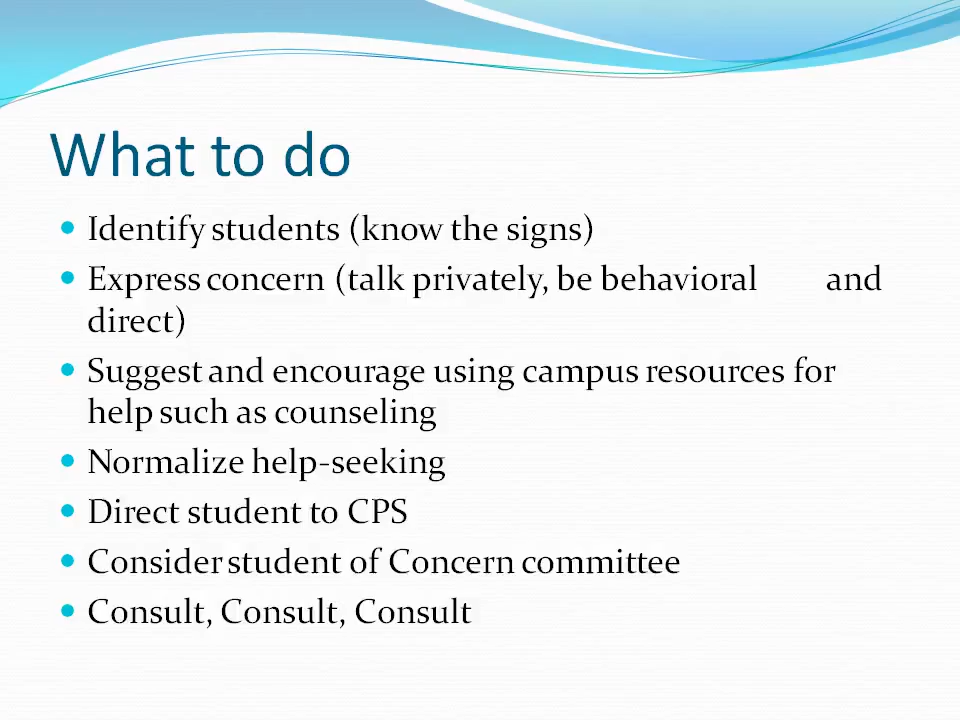 What to do
• Identify students (know the signs)
• Express concern (talk privately, be behavioral and
direct)
• Suggest and encourage using campus resources for
help such as counseling
• Normalize help-seeking
• Direct student to CPS
• Consider student of Concern committee
• Consult, Consult, Consult